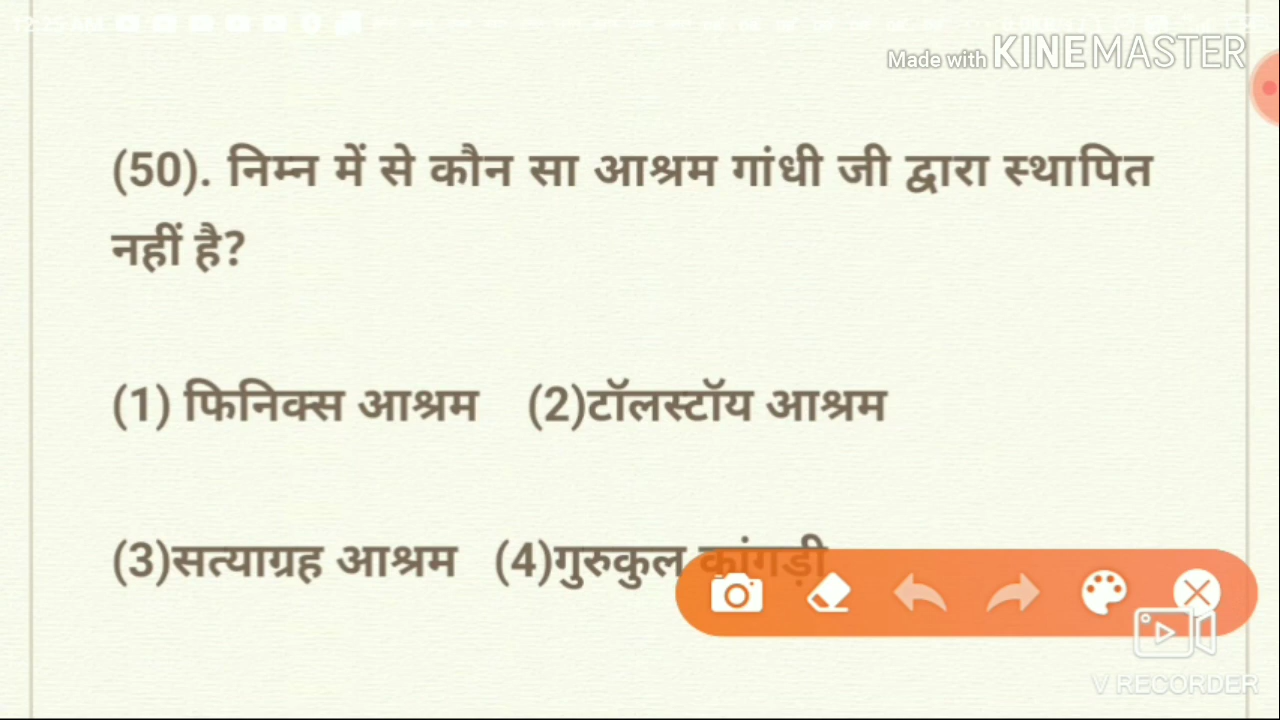 Made with KINEMASTER
(50). निम्न में से कौन सा आश्रम गांधी जी द्वारा स्थापित
नहीं है?
(1) फिनिक्स आश्रम (2)टॉलस्टॉय आश्रम
(3)सत्याग्रह आश्रम (4)गुरुकुल कांगड़ी
V RECORDER